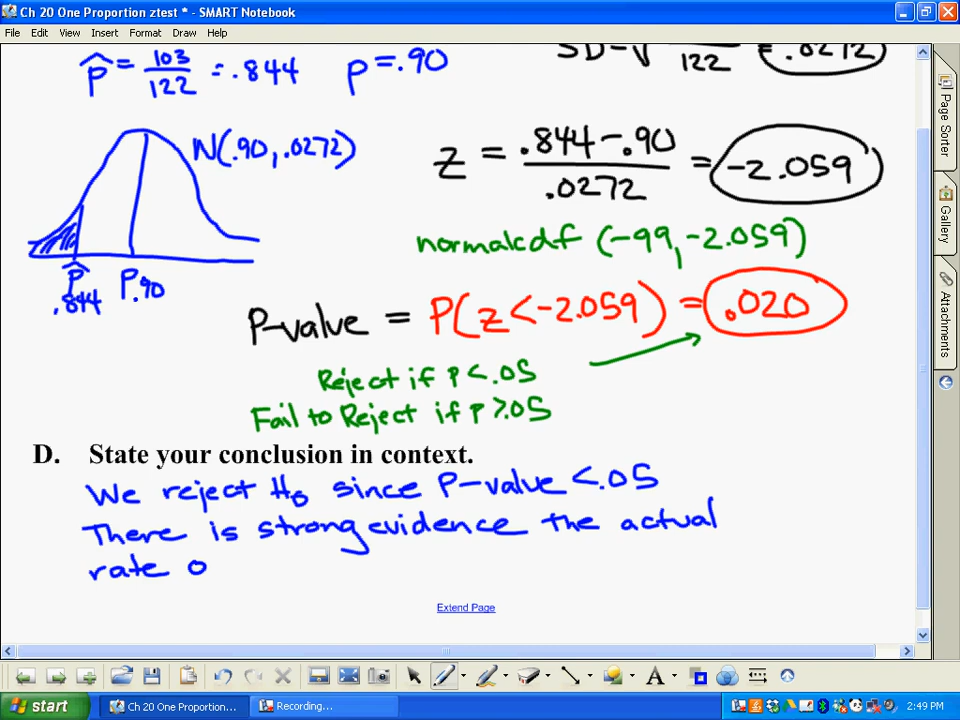 Ch 20 One Proportion ztest * - SMART Notebook
File Edit View Insert Format Draw Help
p̂ = 103/122 = .844 p = .90
SD = √ 122 = .0272
N(.90, .0272)
z = .844 - .90 / .0272 = -2.059
normalcdf (-99, -2.059)
p̂ .844 P .90
P-value = P(z < -2.059) = .020
Reject if P < .05
Fail to Reject if P > .05
D. State your conclusion in context.
We reject H₀ since P-value < .05
There is strong evidence the actual
rate o
Extend Page
Page Sorter
Gallery
Attachments
start Ch 20 One Proportion... Recording... 2:49 PM